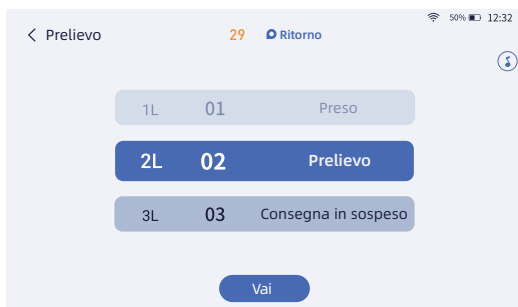 50% 12:32
Prelievo 29 Ritorno
1L 01 Preso
2L 02 Prelievo
3L 03 Consegna in sospeso
Vai